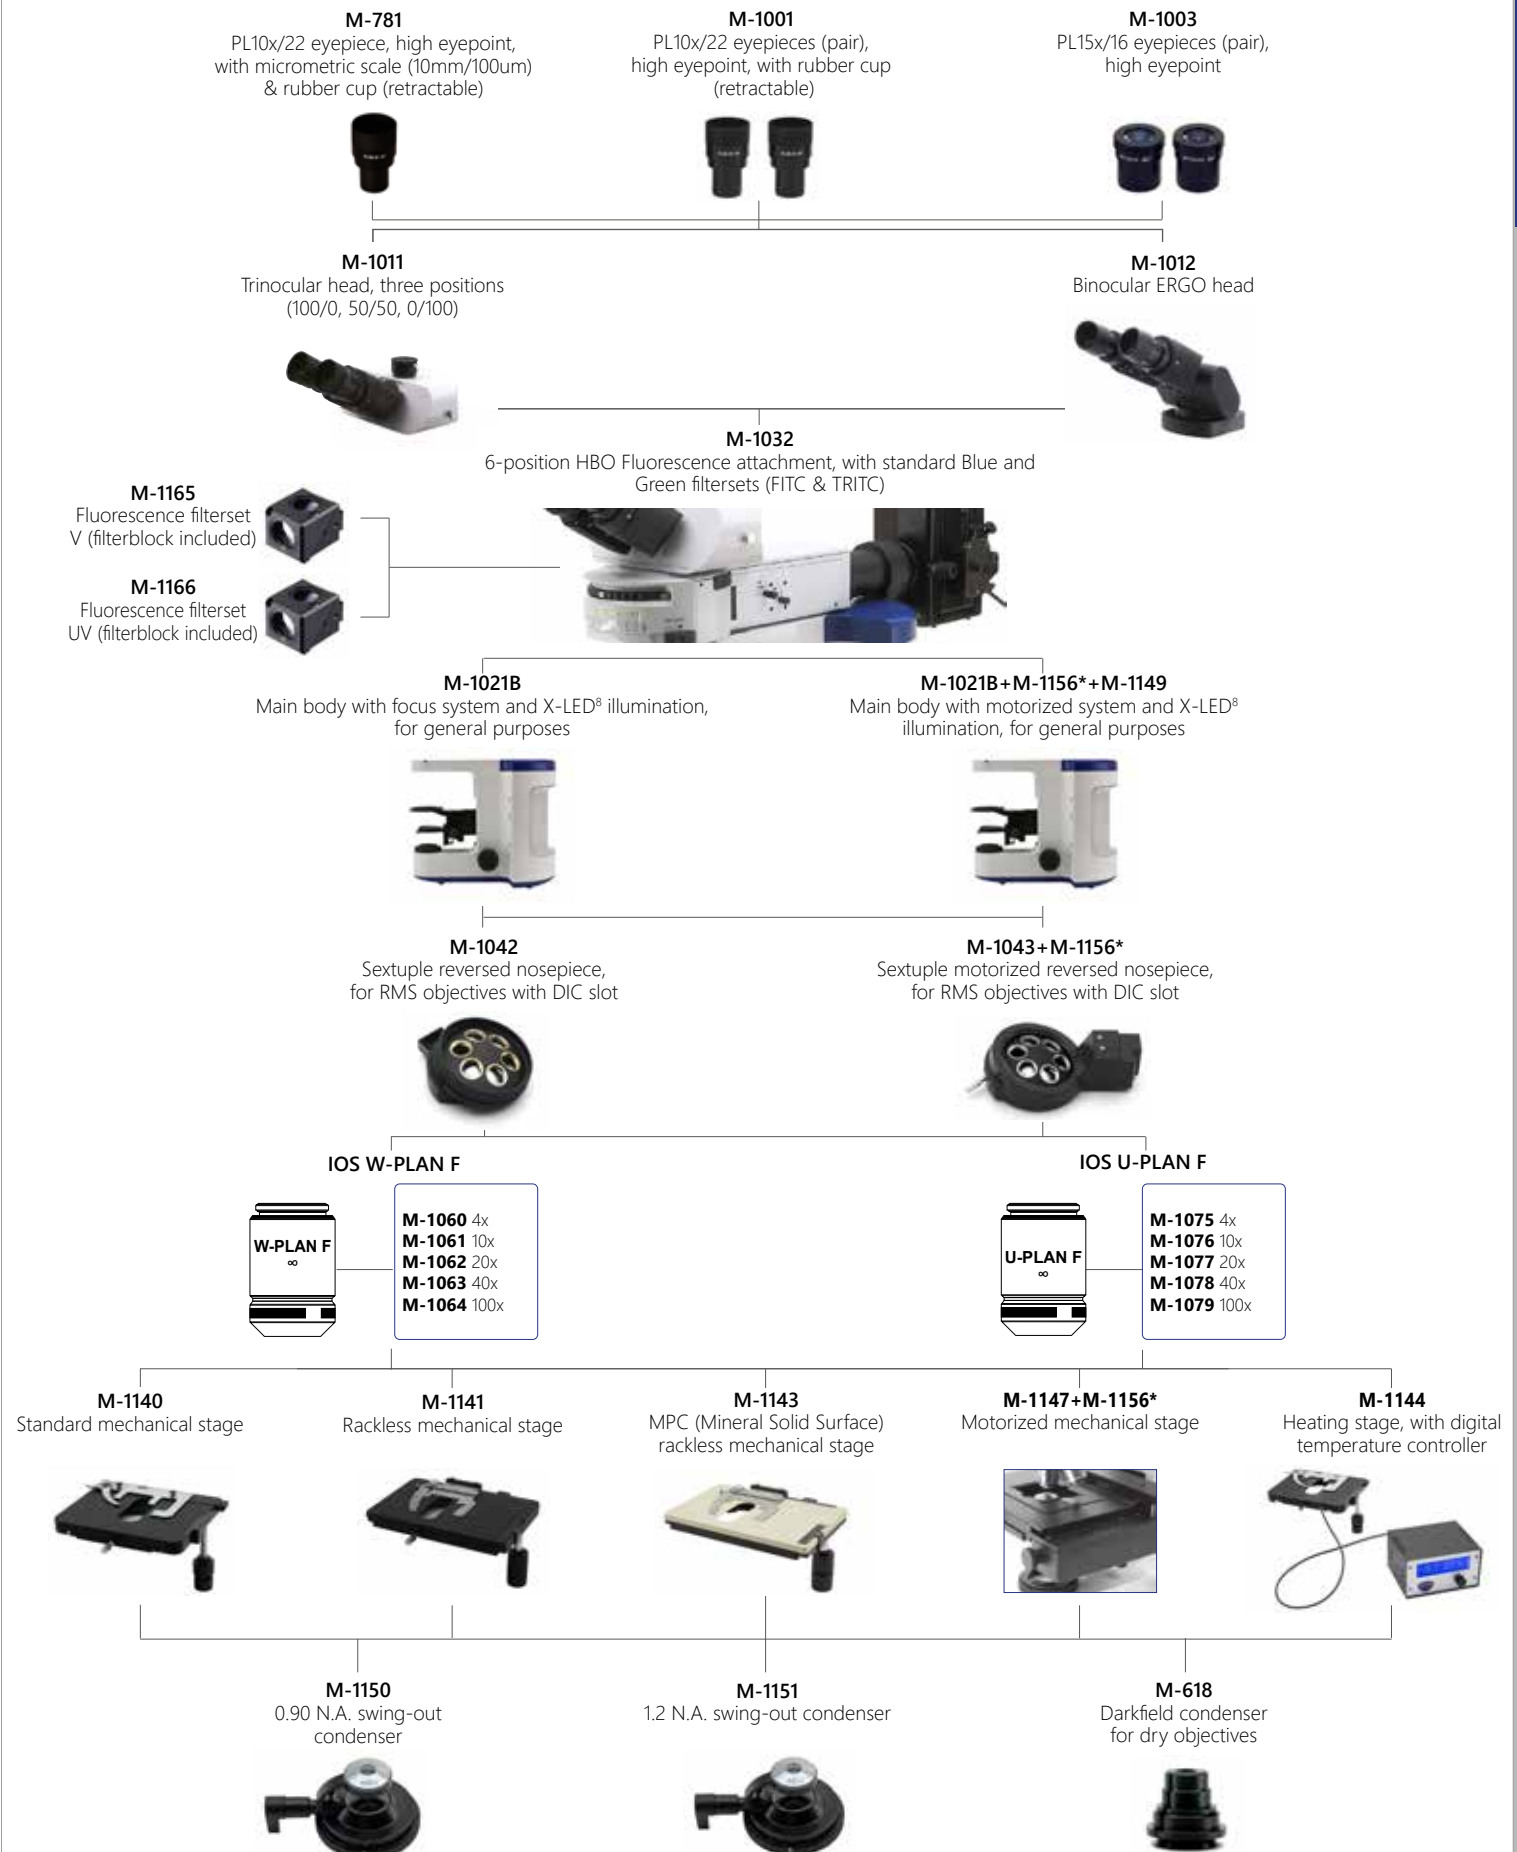 M-781
PL10x/22 eyepiece, high eyepoint,
with micrometric scale (10mm/100um)
& rubber cup (retractable)
M-1001
PL10x/22 eyepieces (pair),
high eyepoint, with rubber cup
(retractable)
M-1003
PL15x/16 eyepieces (pair),
high eyepoint
M-1011
Trinocular head, three positions
(100/0, 50/50, 0/100)
M-1012
Binocular ERGO head
M-1032
6-position HBO Fluorescence attachment, with standard Blue and
Green filtersets (FITC & TRITC)
M-1165
Fluorescence filterset
V (filterblock included)
M-1166
Fluorescence filterset
UV (filterblock included)
M-1021B
Main body with focus system and X-LED⁸ illumination,
for general purposes
M-1021B+M-1156*+M-1149
Main body with motorized system and X-LED⁸
illumination, for general purposes
M-1042
Sextuple reversed nosepiece,
for RMS objectives with DIC slot
M-1043+M-1156*
Sextuple motorized reversed nosepiece,
for RMS objectives with DIC slot
IOS W-PLAN F
W-PLAN F
∞
M-1060 4x
M-1061 10x
M-1062 20x
M-1063 40x
M-1064 100x
IOS U-PLAN F
U-PLAN F
∞
M-1075 4x
M-1076 10x
M-1077 20x
M-1078 40x
M-1079 100x
M-1140
Standard mechanical stage
M-1141
Rackless mechanical stage
M-1143
MPC (Mineral Solid Surface)
rackless mechanical stage
M-1147+M-1156*
Motorized mechanical stage
M-1144
Heating stage, with digital
temperature controller
M-1150
0.90 N.A. swing-out
condenser
M-1151
1.2 N.A. swing-out condenser
M-618
Darkfield condenser
for dry objectives